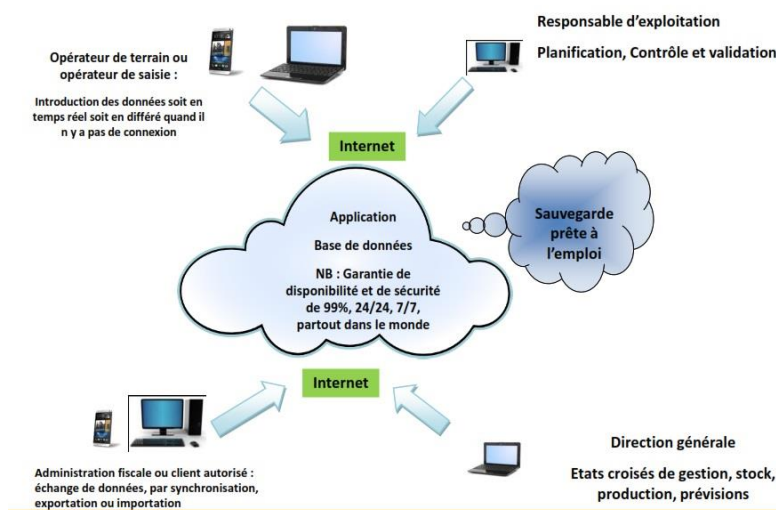 Responsable d’exploitation
Planification, Contrôle et validation
Opérateur de terrain ou
opérateur de saisie :
Introduction des données soit en
temps réel soit en différé quand il
n y a pas de connexion
Internet
Application
Base de données
NB : Garantie de
disponibilité et de sécurité
de 99%, 24/24, 7/7,
partout dans le monde
Sauvegarde
prête à
l’emploi
Internet
Administration fiscale ou client autorisé :
échange de données, par synchronisation,
exportation ou importation
Direction générale
Etats croisés de gestion, stock,
production, prévisions